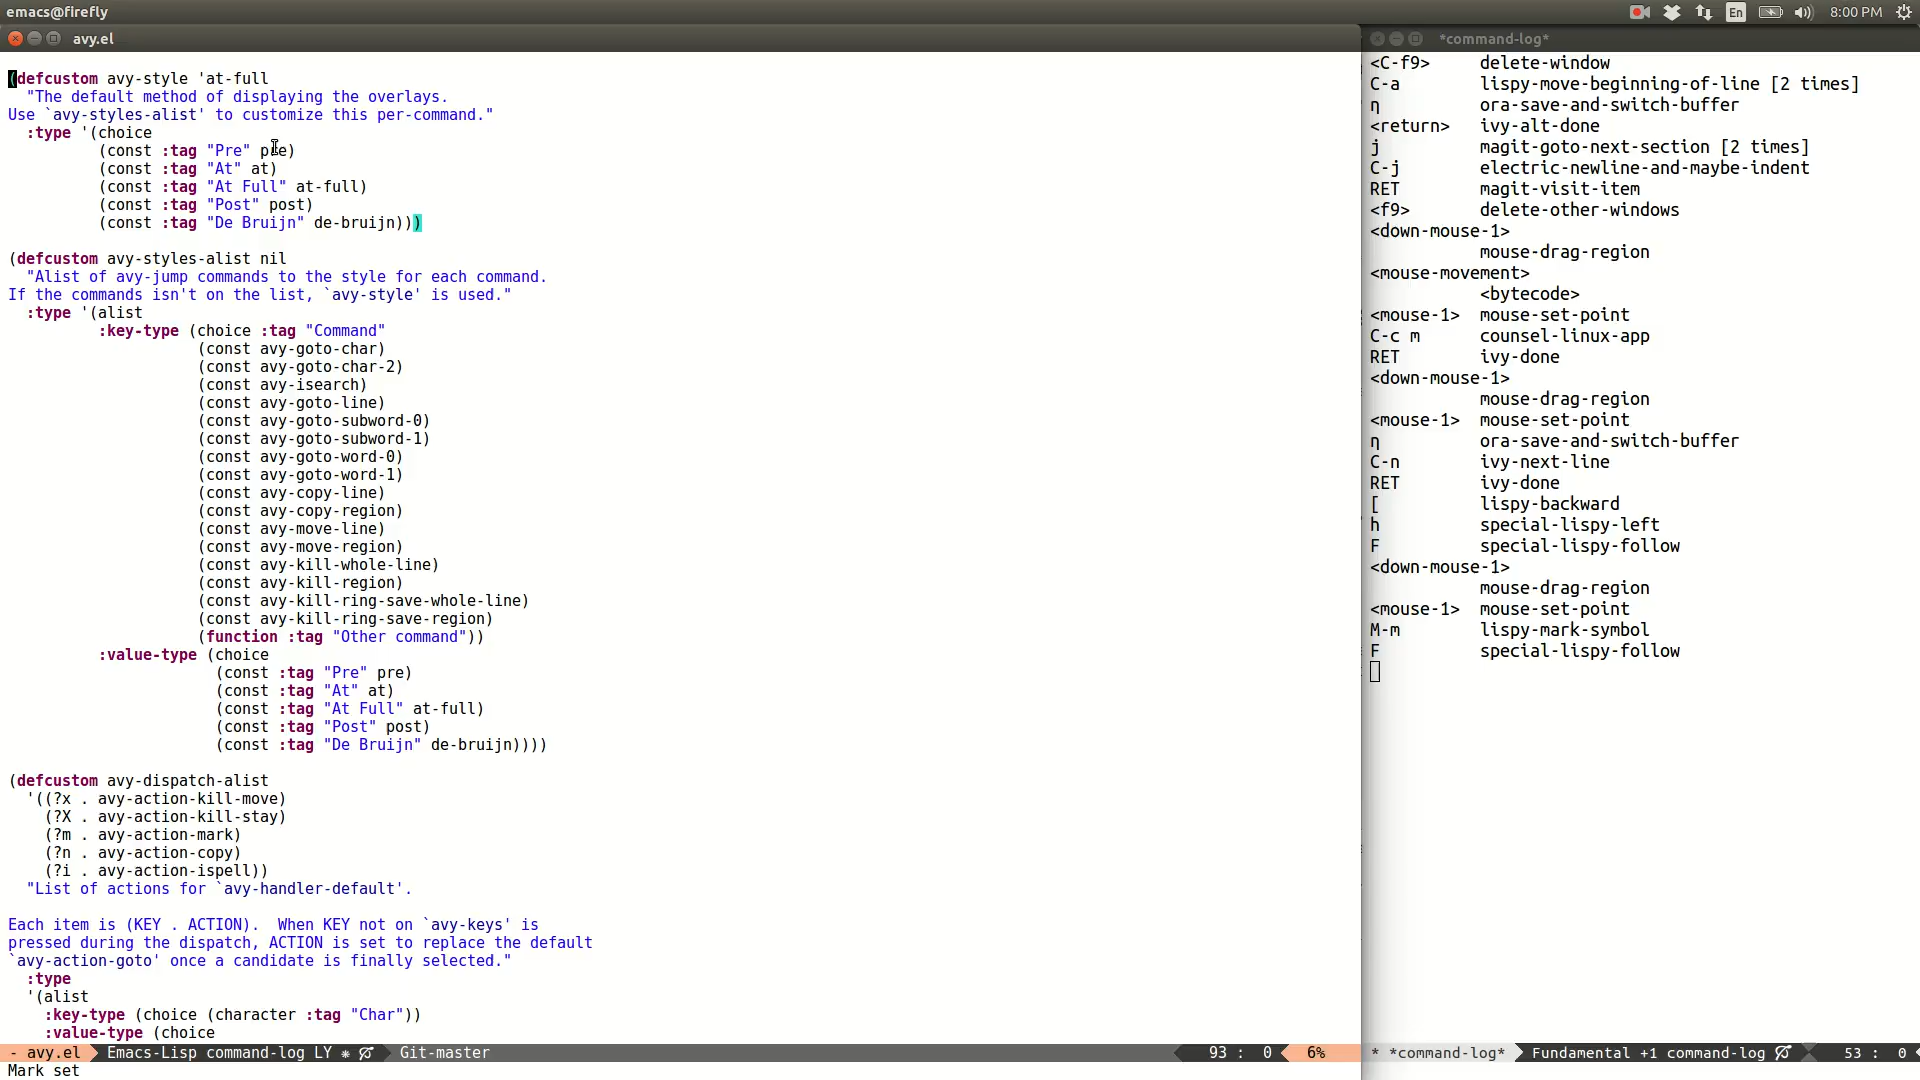 emacs@firefly
En
8:00 PM
avy.el
(defcustom avy-style 'at-full
"The default method of displaying the overlays.
Use `avy-styles-alist' to customize this per-command."
:type '(choice
(const :tag "Pre" pre)
(const :tag "At" at)
(const :tag "At Full" at-full)
(const :tag "Post" post)
(const :tag "De Bruijn" de-bruijn)))
(defcustom avy-styles-alist nil
"Alist of avy-jump commands to the style for each command.
If the commands isn't on the list, `avy-style' is used."
:type '(alist
:key-type (choice :tag "Command"
(const avy-goto-char)
(const avy-goto-char-2)
(const avy-isearch)
(const avy-goto-line)
(const avy-goto-subword-0)
(const avy-goto-subword-1)
(const avy-goto-word-0)
(const avy-goto-word-1)
(const avy-copy-line)
(const avy-copy-region)
(const avy-move-line)
(const avy-move-region)
(const avy-kill-whole-line)
(const avy-kill-region)
(const avy-kill-ring-save-whole-line)
(const avy-kill-ring-save-region)
(function :tag "Other command"))
:value-type (choice
(const :tag "Pre" pre)
(const :tag "At" at)
(const :tag "At Full" at-full)
(const :tag "Post" post)
(const :tag "De Bruijn" de-bruijn))))
(defcustom avy-dispatch-alist
'((?x . avy-action-kill-move)
(?X . avy-action-kill-stay)
(?m . avy-action-mark)
(?n . avy-action-copy)
(?i . avy-action-ispell))
"List of actions for `avy-handler-default'.
Each item is (KEY . ACTION).  When KEY not on `avy-keys' is
pressed during the dispatch, ACTION is set to replace the default
`avy-action-goto' once a candidate is finally selected."
:type
'(alist
:key-type (choice (character :tag "Char"))
:value-type (choice
- avy.el Emacs-Lisp command-log LY Git-master 93 : 0 6%
Mark set
*command-log*
<C-f9> delete-window
C-a lispy-move-beginning-of-line [2 times]
η ora-save-and-switch-buffer
<return> ivy-alt-done
j magit-goto-next-section [2 times]
C-j electric-newline-and-maybe-indent
RET magit-visit-item
<f9> delete-other-windows
<down-mouse-1>
mouse-drag-region
<mouse-movement>
<bytecode>
<mouse-1> mouse-set-point
C-c m counsel-linux-app
RET ivy-done
<down-mouse-1>
mouse-drag-region
<mouse-1> mouse-set-point
η ora-save-and-switch-buffer
C-n ivy-next-line
RET ivy-done
[ lispy-backward
h special-lispy-left
F special-lispy-follow
<down-mouse-1>
mouse-drag-region
<mouse-1> mouse-set-point
M-m lispy-mark-symbol
F special-lispy-follow
* *command-log* Fundamental +1 command-log 53 : 0